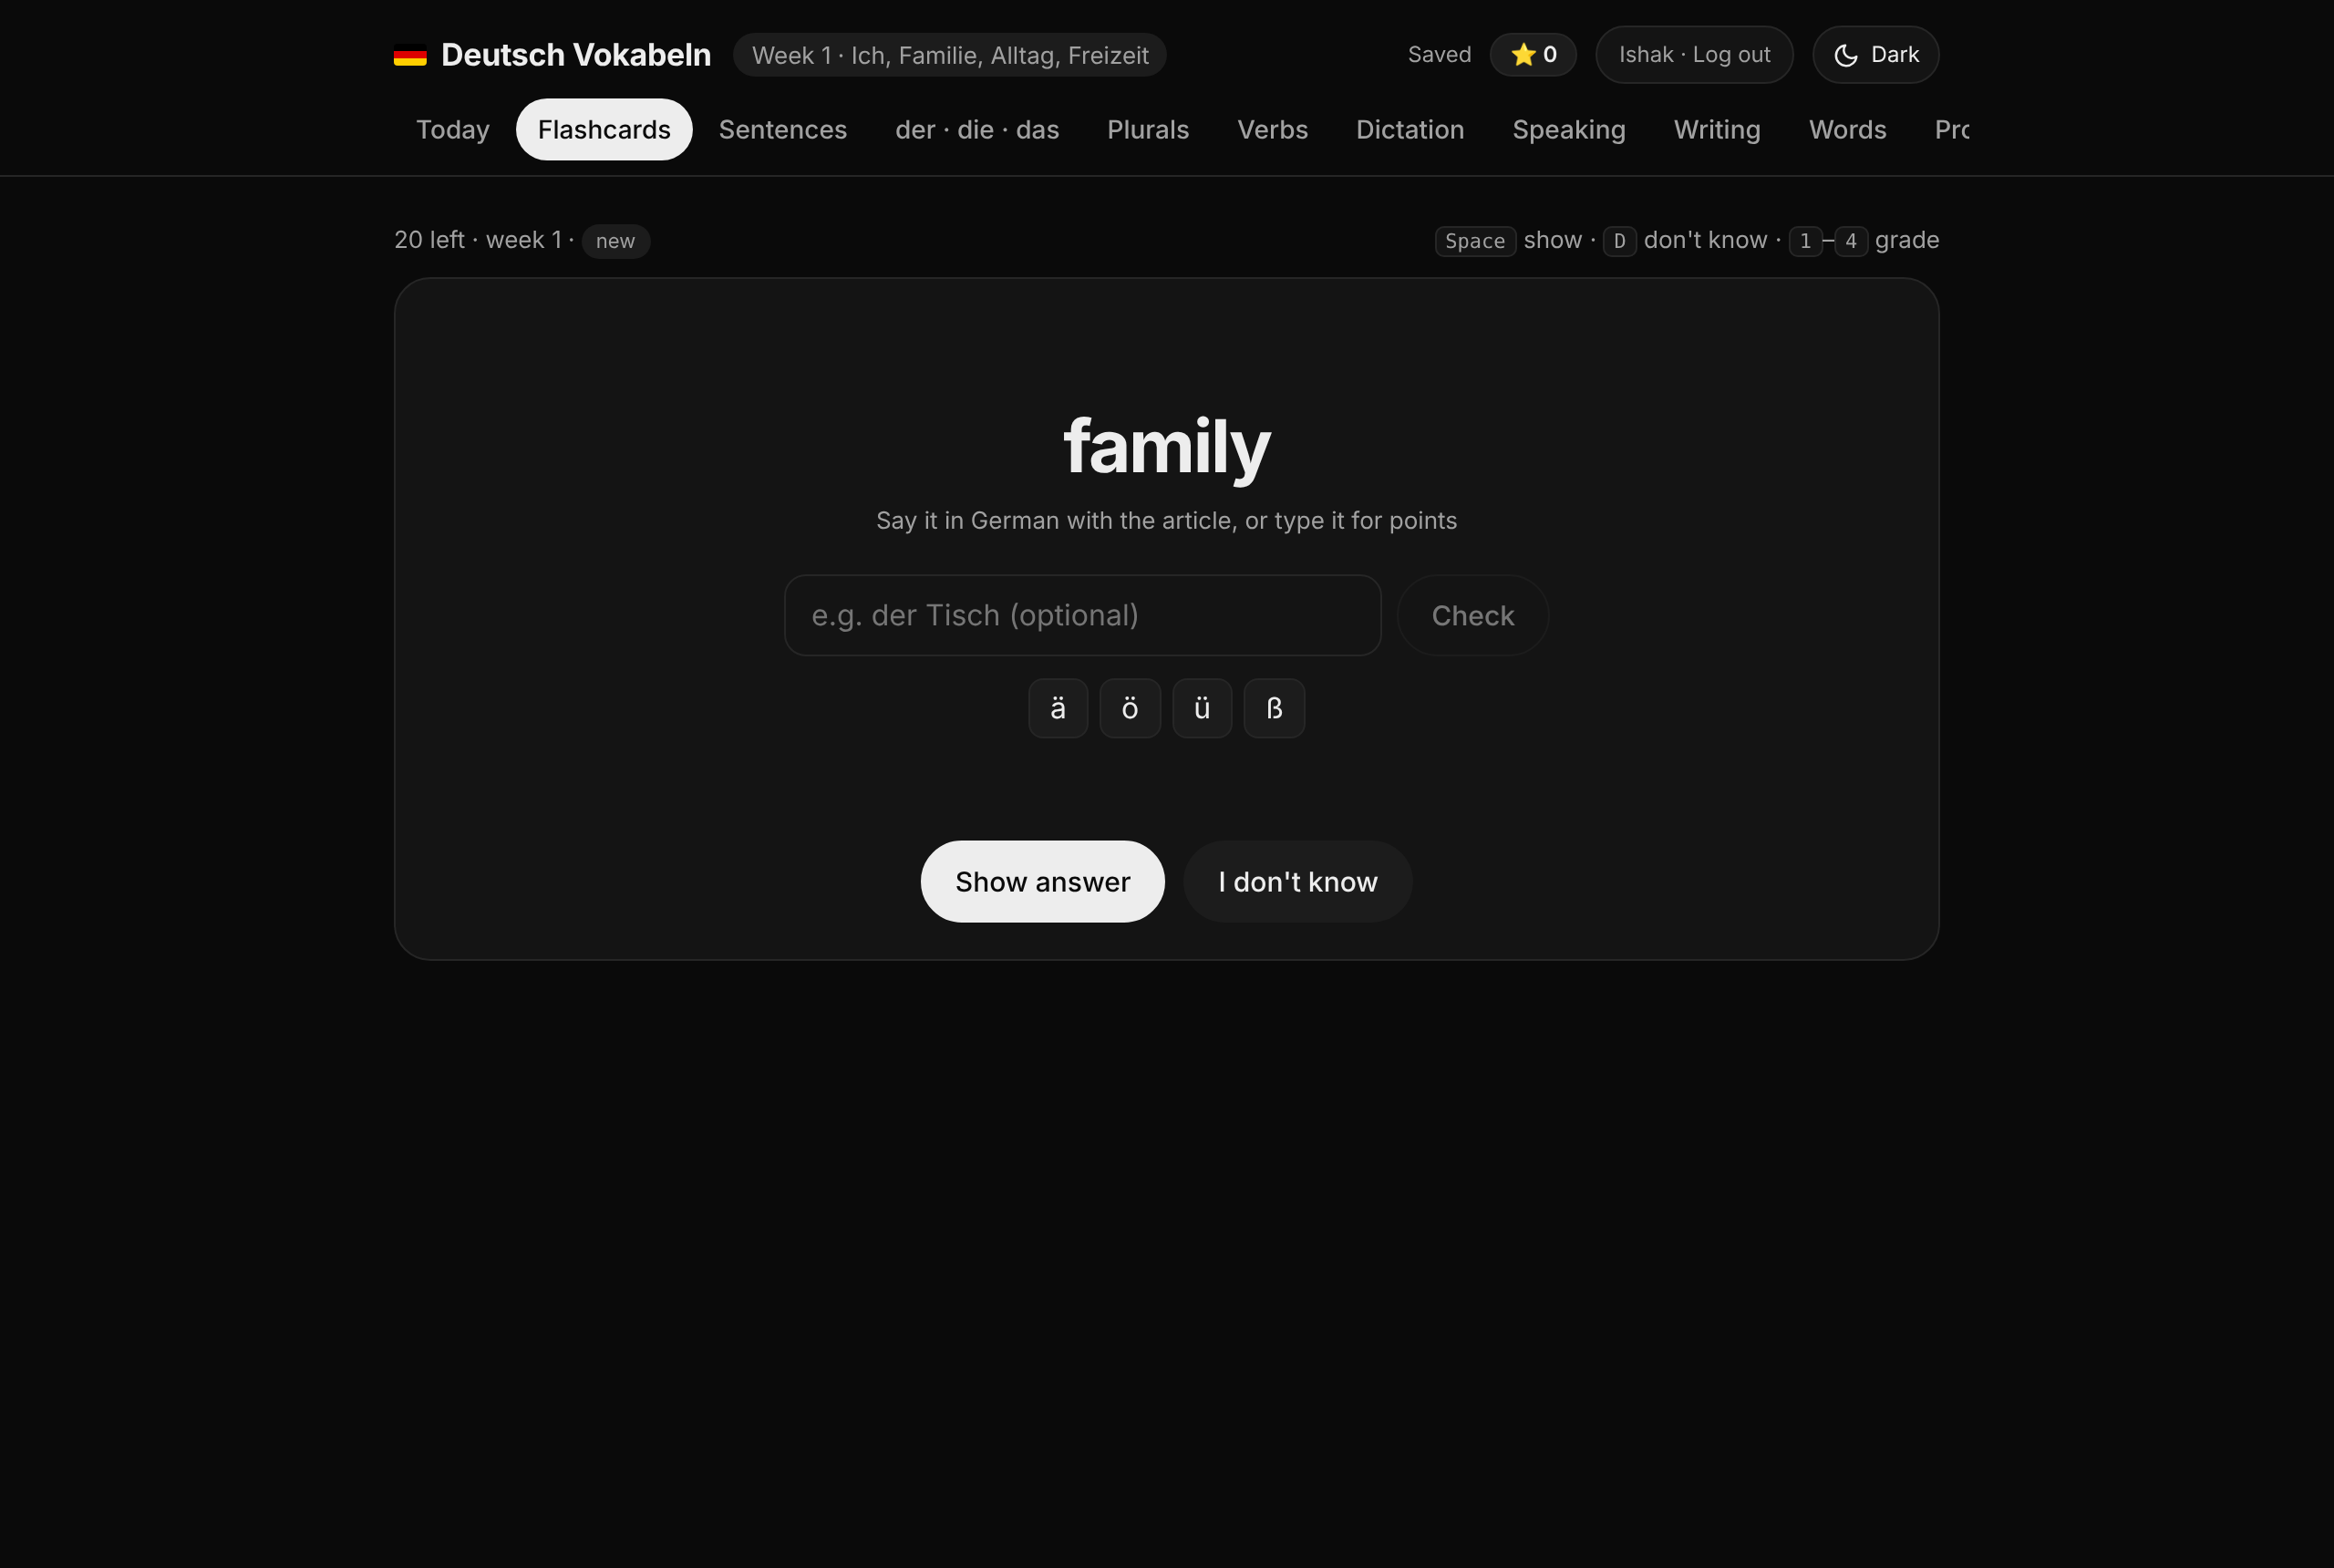 Deutsch Vokabeln Week 1 · Ich, Familie, Alltag, Freizeit Saved ⭐ 0 Ishak · Log out Dark
Today Flashcards Sentences der · die · das Plurals Verbs Dictation Speaking Writing Words
20 left · week 1 · new Space show · D don't know · 1–4 grade
family
Say it in German with the article, or type it for points
e.g. der Tisch (optional) Check
ä ö ü ß
Show answer I don't know